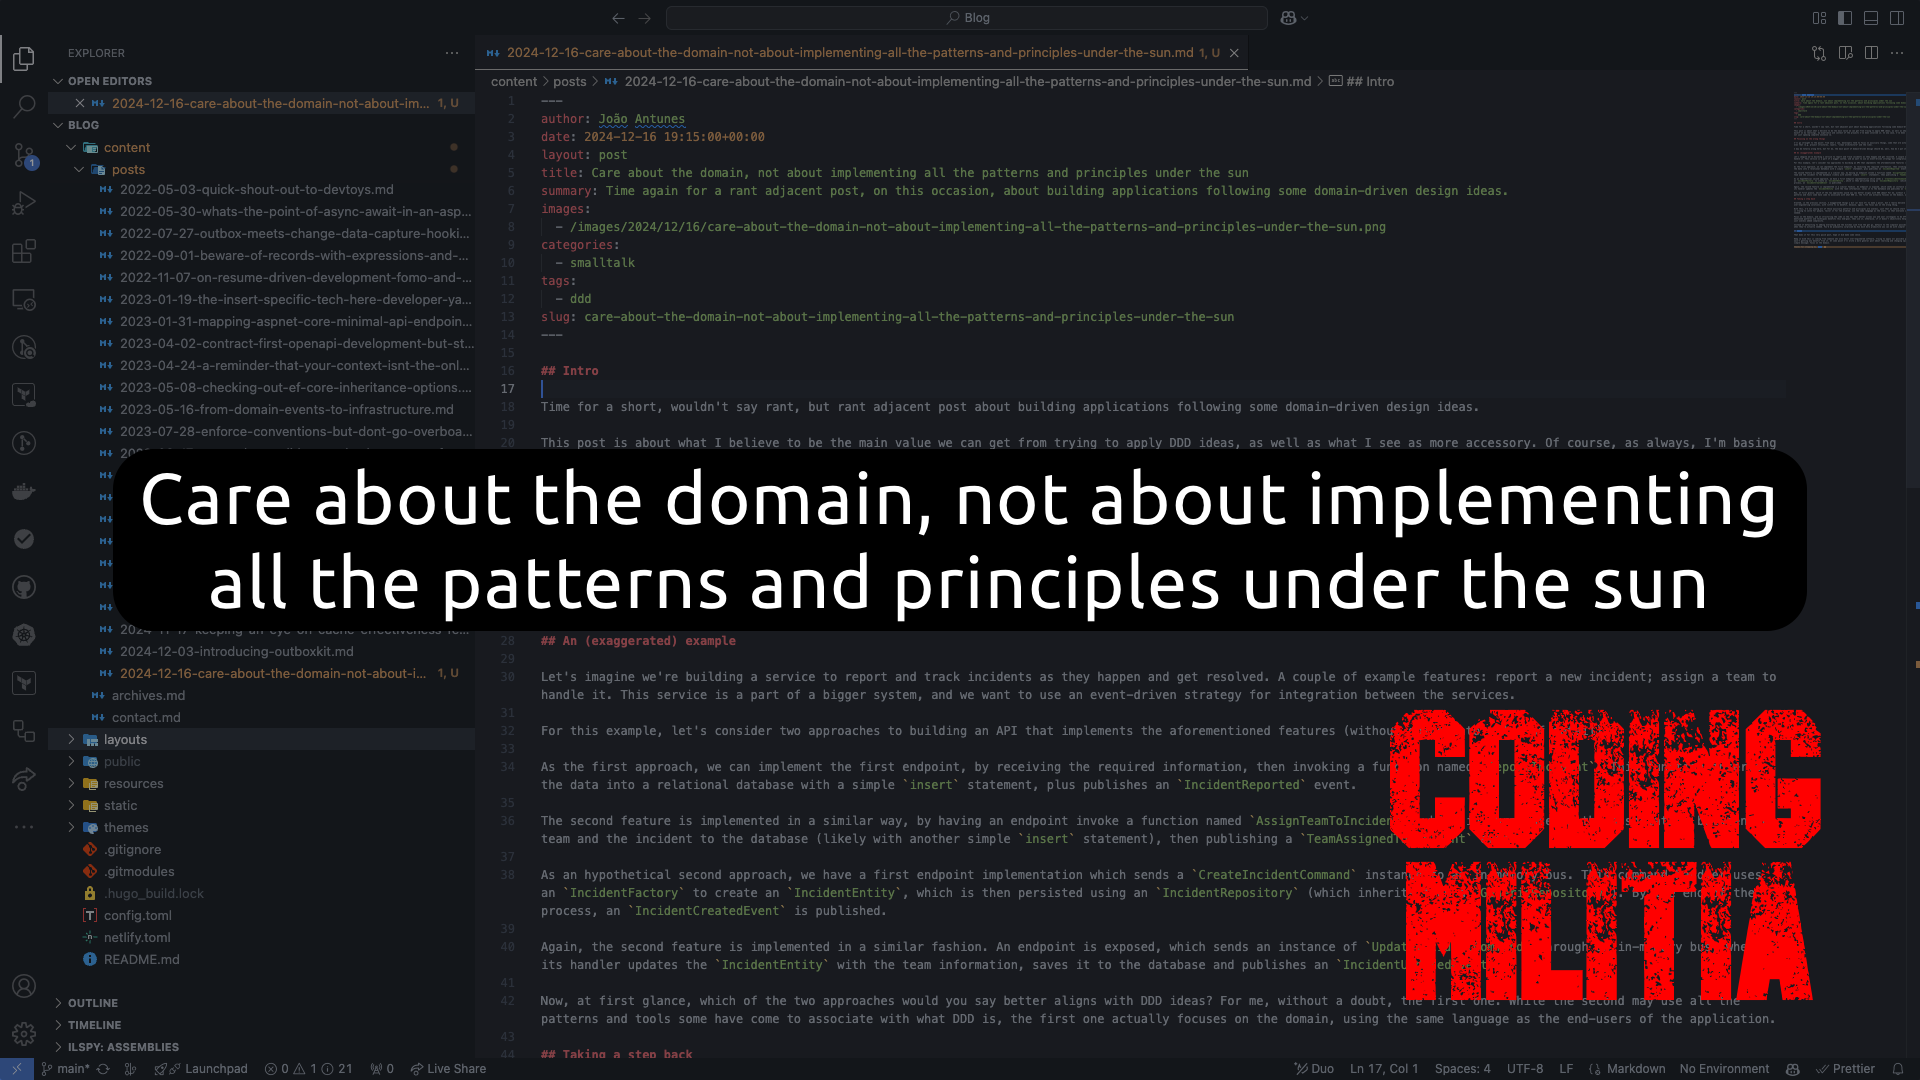 Blog
EXPLORER
OPEN EDITORS
2024-12-16-care-about-the-domain-not-about-im... 1, U
BLOG
content
posts
2022-05-03-quick-shout-out-to-devtoys.md
2022-05-30-whats-the-point-of-async-await-in-an-asp...
2022-07-27-outbox-meets-change-data-capture-hooki...
2022-09-01-beware-of-records-with-expressions-and-...
2022-11-07-on-resume-driven-development-fomo-and-...
2023-01-19-the-insert-specific-tech-here-developer-ya...
2023-01-31-mapping-aspnet-core-minimal-api-endpoin...
2023-04-02-contract-first-openapi-development-but-st...
2023-04-24-a-reminder-that-your-context-isnt-the-onl...
2023-05-08-checking-out-ef-core-inheritance-options....
2023-05-16-from-domain-events-to-infrastructure.md
2023-07-28-enforce-conventions-but-dont-go-overboa...
2024-11-17-keeping-an-eye-on-cache-effectiveness-
2024-12-03-introducing-outboxkit.md
2024-12-16-care-about-the-domain-not-about-i... 1, U
archives.md
contact.md
layouts
public
resources
static
themes
.gitignore
.gitmodules
.hugo_build.lock
config.toml
netlify.toml
README.md
OUTLINE
TIMELINE
ILSPY: ASSEMBLIES
2024-12-16-care-about-the-domain-not-about-implementing-all-the-patterns-and-principles-under-the-sun.md 1, U
content > posts > 2024-12-16-care-about-the-domain-not-about-implementing-all-the-patterns-and-principles-under-the-sun.md > ## Intro
1 ---
2 author: João Antunes
3 date: 2024-12-16 19:15:00+00:00
4 layout: post
5 title: Care about the domain, not about implementing all the patterns and principles under the sun
6 summary: Time again for a rant adjacent post, on this occasion, about building applications following some domain-driven design ideas.
7 images:
8 - /images/2024/12/16/care-about-the-domain-not-about-implementing-all-the-patterns-and-principles-under-the-sun.png
9 categories:
10 - smalltalk
11 tags:
12 - ddd
13 slug: care-about-the-domain-not-about-implementing-all-the-patterns-and-principles-under-the-sun
14 ---
15
16 ## Intro
17
18 Time for a short, wouldn't say rant, but rant adjacent post about building applications following some domain-driven design ideas.
19
20 This post is about what I believe to be the main value we can get from trying to apply DDD ideas, as well as what I see as more accessory. Of course, as always, I'm basing
Care about the domain, not about implementing
all the patterns and principles under the sun
28 ## An (exaggerated) example
29
30 Let's imagine we're building a service to report and track incidents as they happen and get resolved. A couple of example features: report a new incident; assign a team to
handle it. This service is a part of a bigger system, and we want to use an event-driven strategy for integration between the services.
31
32 For this example, let's consider two approaches to building an API that implements the aforementioned features
33
34 As the first approach, we can implement the first endpoint, by receiving the required information, then invoking a function named
the data into a relational database with a simple `insert` statement, plus publishes an `IncidentReported` event.
35
36 The second feature is implemented in a similar way, by having an endpoint invoke a function named `AssignTeamToIncident
team and the incident to the database (likely with another simple `insert` statement), then publishing a
37
38 As an hypothetical second approach, we have a first endpoint implementation which sends a `CreateIncidentCommand`
an `IncidentFactory` to create an `IncidentEntity`, which is then persisted using an `IncidentRepository` (which
process, an `IncidentCreatedEvent` is published.
39
40 Again, the second feature is implemented in a similar fashion. An endpoint is exposed, which sends an instance of
its handler updates the `IncidentEntity` with the team information, saves it to the database and publishes an
41
42 Now, at first glance, which of the two approaches would you say better aligns with DDD ideas? For me, without a doubt, the first one. While the second may use all the
patterns and tools some have come to associate with what DDD is, the first one actually focuses on the domain, using the same language as the end-users of the application.
43
44 ## Taking a step back
CODING
MILITIA
main* Launchpad 0 1 21 0 Live Share Duo Ln 17, Col 1 Spaces: 4 UTF-8 LF Markdown No Environment Prettier